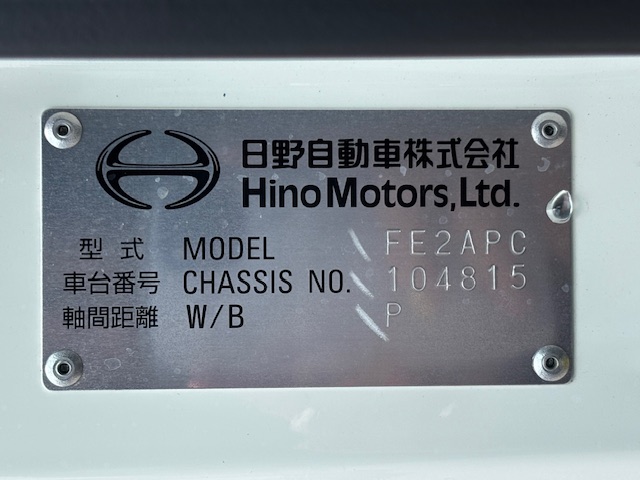 日野自動車株式会社
Hino Motors, Ltd.
型式 MODEL FE2APC
車台番号 CHASSIS NO. 104815
軸間距離 W/B P